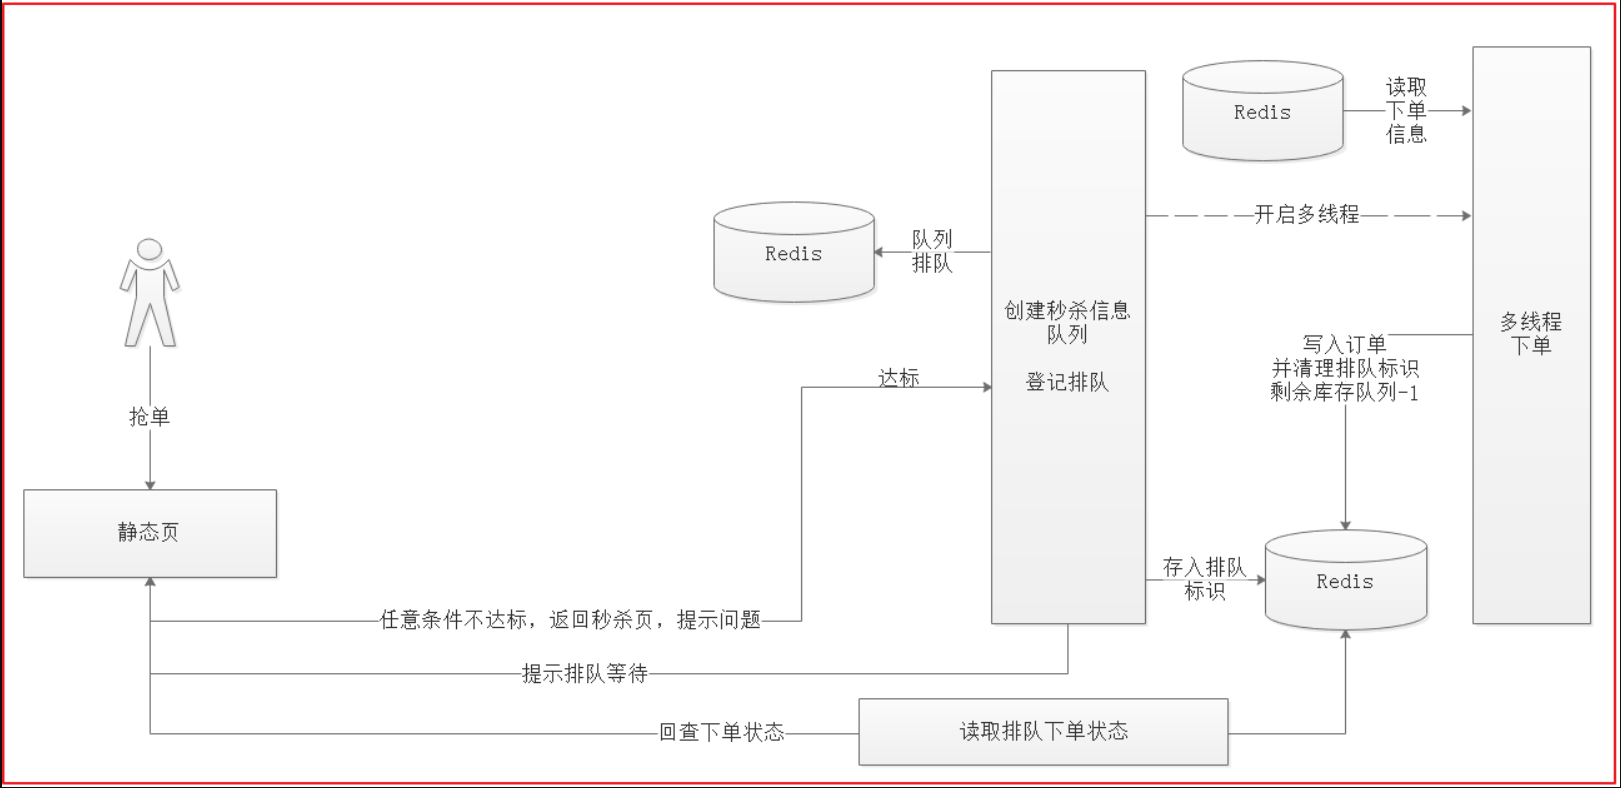 Redis
读取
下单
信息
开启多线程
Redis
队列
排队
创建秒杀信息
队列
登记排队
多线程
下单
写入订单
并清理排队标识
剩余库存队列-1
达标
抢单
静态页
存入排队
标识
Redis
任意条件不达标，返回秒杀页，提示问题
提示排队等待
回查下单状态
读取排队下单状态